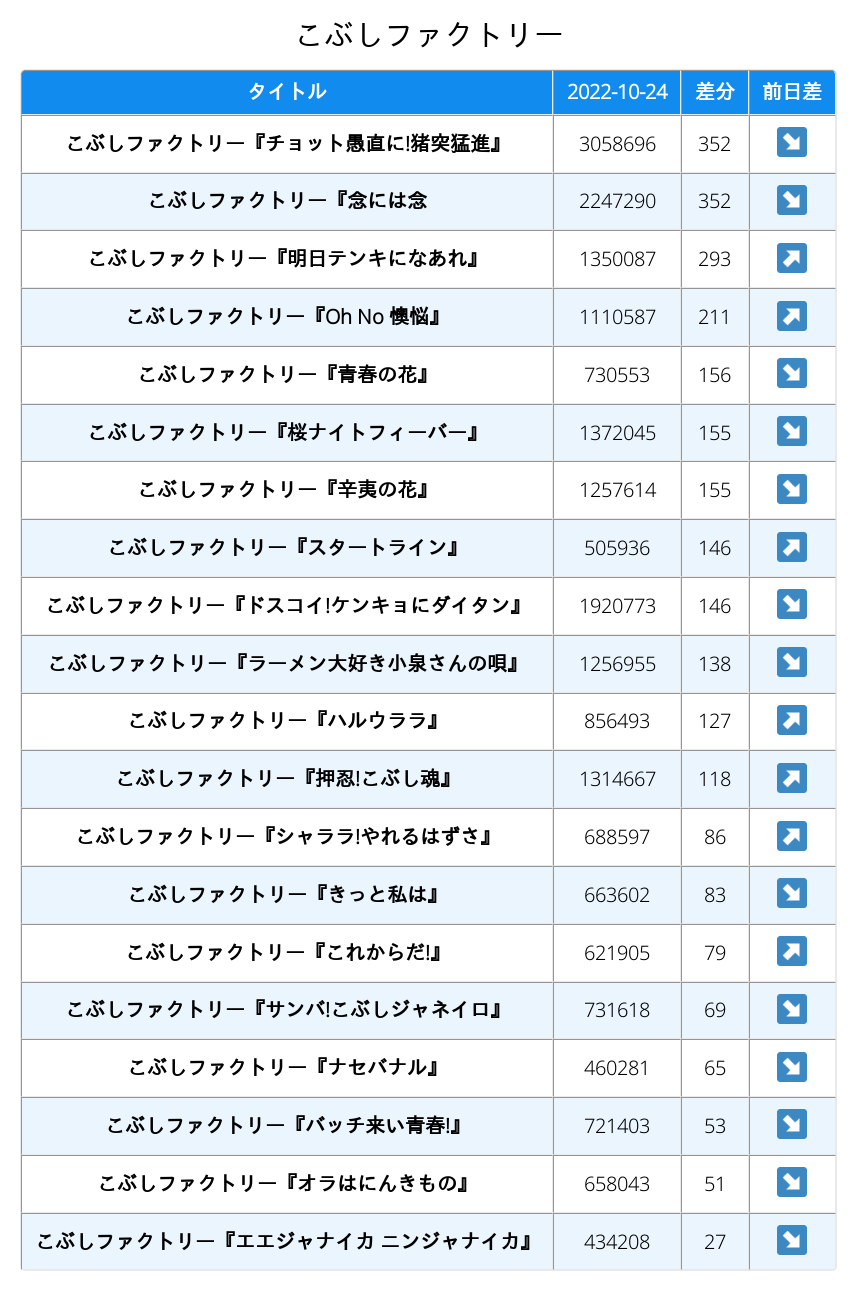 こぶしファクトリー
タイトル 2022-10-24 差分 前日差
こぶしファクトリー『チョット愚直に!猪突猛進』 3058696 352 ↘
こぶしファクトリー『念には念 2247290 352 ↘
こぶしファクトリー『明日テンキになあれ』 1350087 293 ↗
こぶしファクトリー『Oh No 懊悩』 1110587 211 ↗
こぶしファクトリー『青春の花』 730553 156 ↘
こぶしファクトリー『桜ナイトフィーバー』 1372045 155 ↘
こぶしファクトリー『辛夷の花』 1257614 155 ↘
こぶしファクトリー『スタートライン』 505936 146 ↗
こぶしファクトリー『ドスコイ!ケンキョにダイタン』 1920773 146 ↘
こぶしファクトリー『ラーメン大好き小泉さんの唄』 1256955 138 ↘
こぶしファクトリー『ハルウララ』 856493 127 ↗
こぶしファクトリー『押忍!こぶし魂』 1314667 118 ↗
こぶしファクトリー『シャララ!やれるはずさ』 688597 86 ↗
こぶしファクトリー『きっと私は』 663602 83 ↘
こぶしファクトリー『これからだ!』 621905 79 ↗
こぶしファクトリー『サンバ!こぶしジャネイロ』 731618 69 ↘
こぶしファクトリー『ナセバナル』 460281 65 ↘
こぶしファクトリー『バッチ来い青春!』 721403 53 ↘
こぶしファクトリー『オラはにんきもの』 658043 51 ↘
こぶしファクトリー『エエジャナイカ ニンジャナイカ』 434208 27 ↘